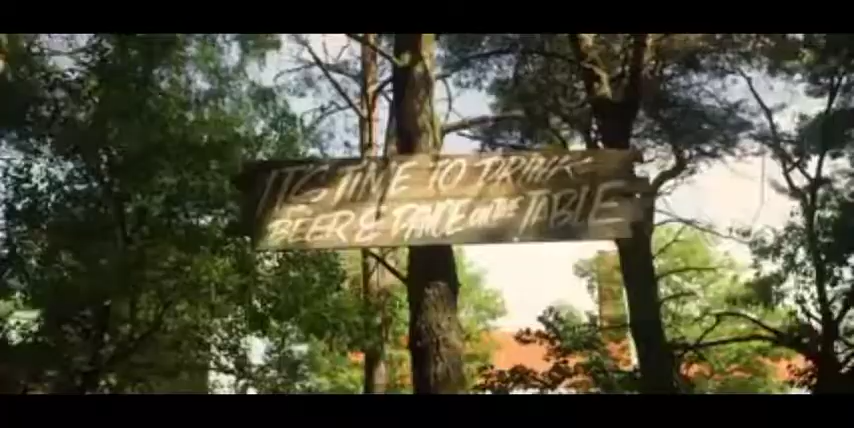 IT'S TIME TO DRINK
BEER & DANCE ON THE TABLE